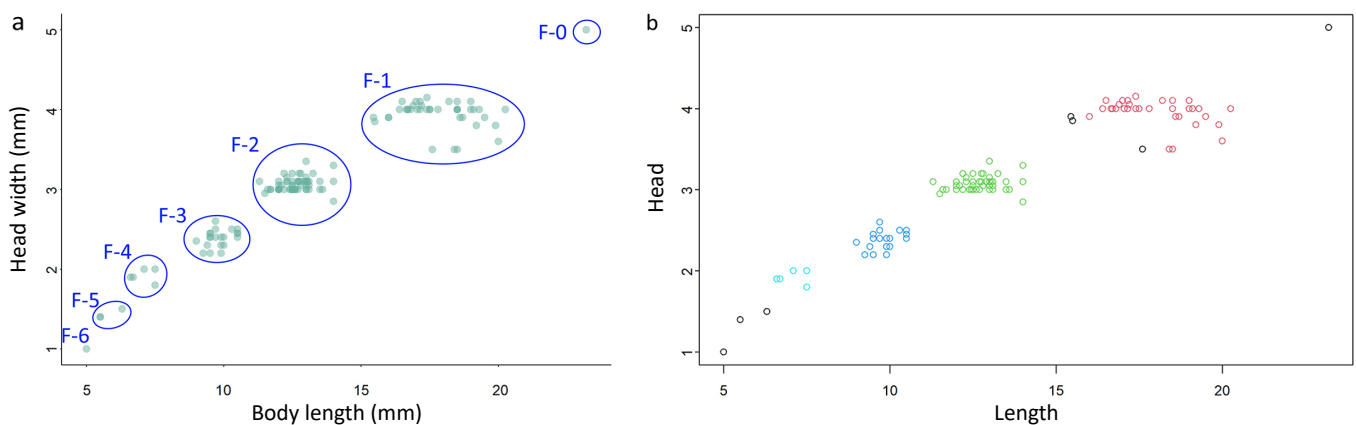 a
Head width (mm)
5
4
3
2
1
F-0
F-1
F-2
F-3
F-4
F-5
F-6
5 10 15 20
Body length (mm)
b
Head
5
4
3
2
1
5 10 15 20
Length